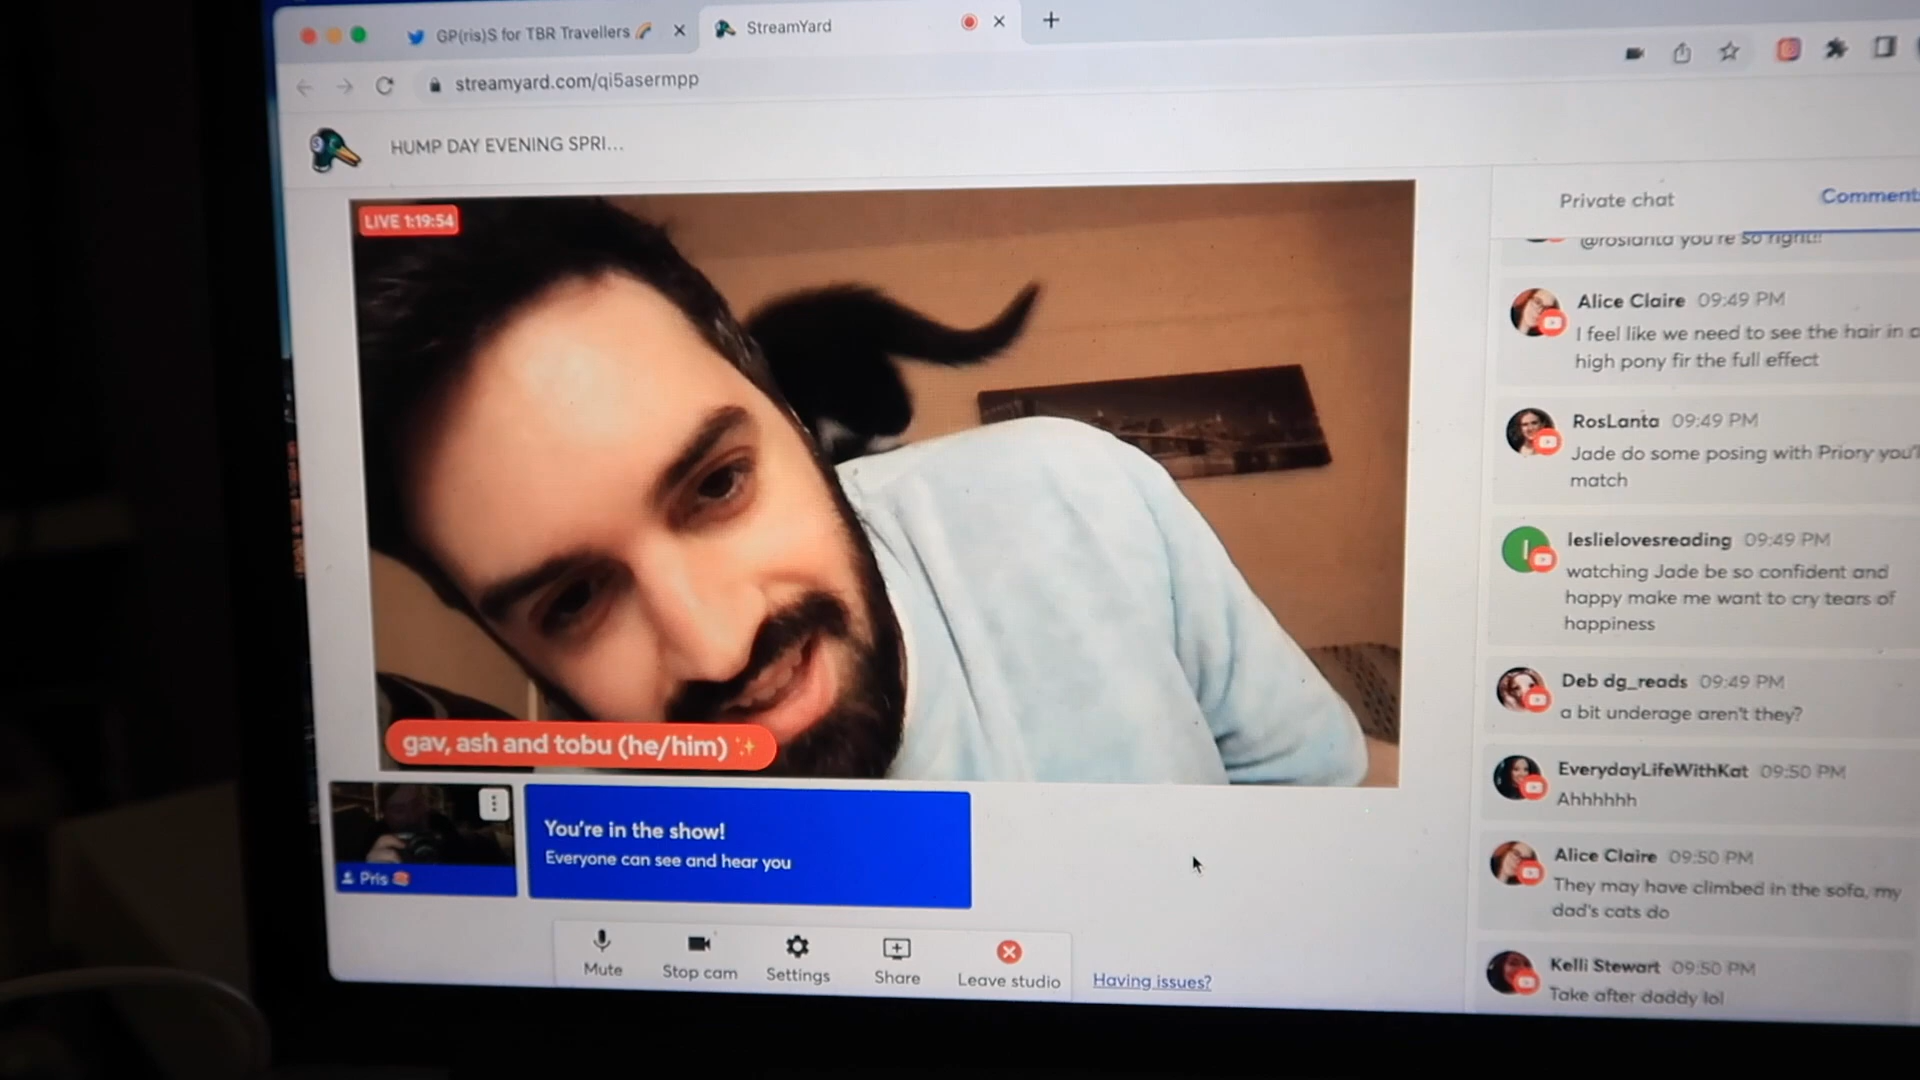 GP(ris)S for TBR Travellers 🌈
StreamYard
streamyard.com/qi5asermpp
HUMP DAY EVENING SPRI...
LIVE 1:19:54
gav, ash and tobu (he/him) ✨
Pris
You're in the show!
Everyone can see and hear you
Mute
Stop cam
Settings
Share
Leave studio
Having issues?
Private chat
Comments
@roslanta you're so right!!
Alice Claire 09:49 PM
I feel like we need to see the hair in a
high pony fir the full effect
RosLanta 09:49 PM
Jade do some posing with Priory you'll
match
leslielovesreading 09:49 PM
watching Jade be so confident and
happy make me want to cry tears of
happiness
Deb dg_reads 09:49 PM
a bit underage aren't they?
EverydayLifeWithKat 09:50 PM
Ahhhhhh
Alice Claire 09:50 PM
They may have climbed in the sofa, my
dad's cats do
Kelli Stewart 09:50 PM
Take after daddy lol